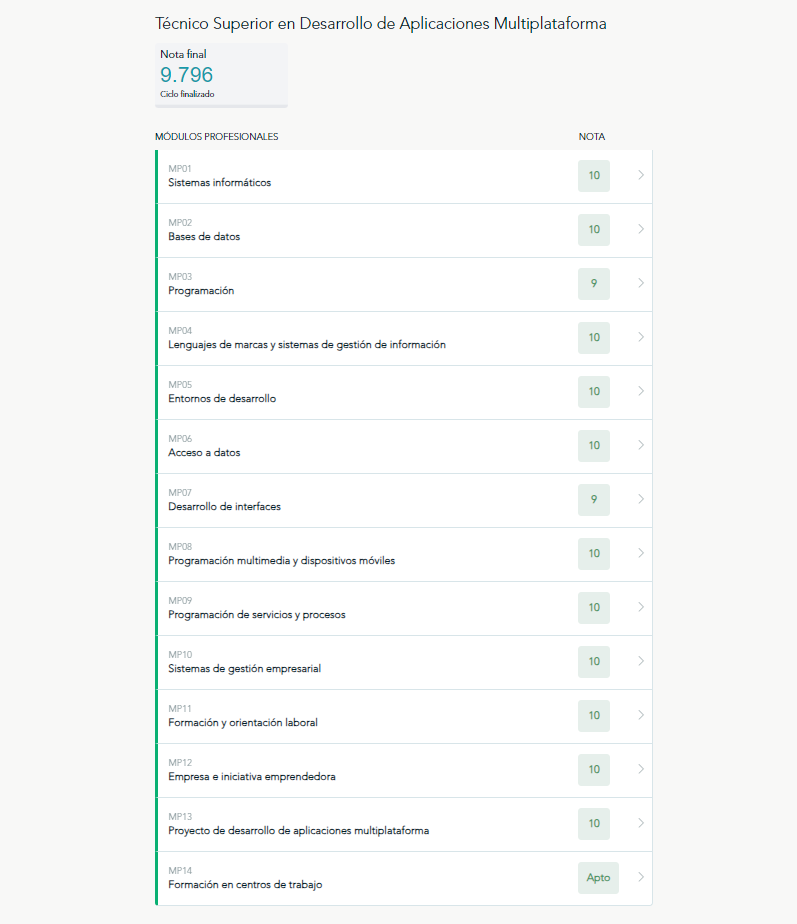 Técnico Superior en Desarrollo de Aplicaciones Multiplataforma
Nota final
9.796
Ciclo finalizado
MÓDULOS PROFESIONALES NOTA
MP01
Sistemas informáticos 10
MP02
Bases de datos 10
MP03
Programación 9
MP04
Lenguajes de marcas y sistemas de gestión de información 10
MP05
Entornos de desarrollo 10
MP06
Acceso a datos 10
MP07
Desarrollo de interfaces 9
MP08
Programación multimedia y dispositivos móviles 10
MP09
Programación de servicios y procesos 10
MP10
Sistemas de gestión empresarial 10
MP11
Formación y orientación laboral 10
MP12
Empresa e iniciativa emprendedora 10
MP13
Proyecto de desarrollo de aplicaciones multiplataforma 10
MP14
Formación en centros de trabajo Apto